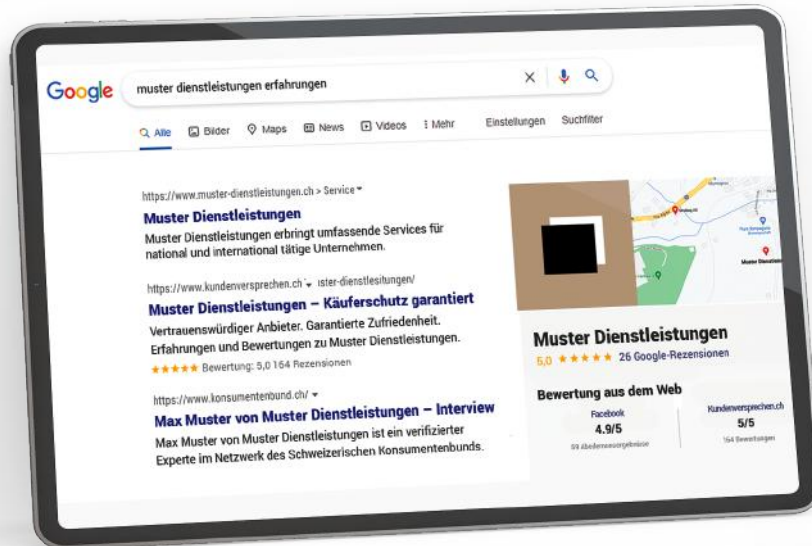 Google
muster dienstleistungen erfahrungen
Alle Bilder Maps News Videos Mehr Einstellungen Suchfilter
https://www.muster-dienstleistungen.ch > Service
Muster Dienstleistungen
Muster Dienstleistungen erbringt umfassende Services für
national und international tätige Unternehmen.
https://www.kundenversprechen.ch ister-dienstlesitungen/
Muster Dienstleistungen – Käuferschutz garantiert
Vertrauenswürdiger Anbieter. Garantierte Zufriedenheit.
Erfahrungen und Bewertungen zu Muster Dienstleistungen.
★★★★★ Bewertung: 5,0 164 Rezensionen
https://www.konsumentenbund.ch/
Max Muster von Muster Dienstleistungen – Interview
Max Muster von Muster Dienstleistungen ist ein verifizierter
Experte im Netzwerk des Schweizerischen Konsumentenbunds.
Muster Dienstleistungen
5,0 ★★★★★ 26 Google-Rezensionen
Bewertung aus dem Web
Facebook
4.9/5
Kundenversprechen.ch
5/5
164 Bewertungen